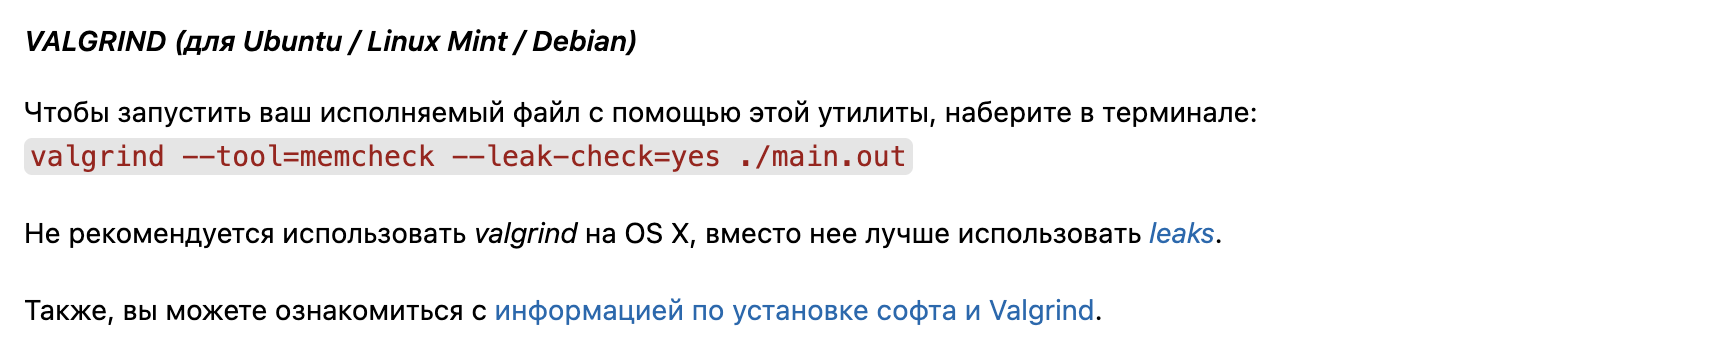 VALGRIND (для Ubuntu / Linux Mint / Debian)
Чтобы запустить ваш исполняемый файл с помощью этой утилиты, наберите в терминале:
valgrind --tool=memcheck --leak-check=yes ./main.out
Не рекомендуется использовать valgrind на OS X, вместо нее лучше использовать leaks.
Также, вы можете ознакомиться с информацией по установке софта и Valgrind.